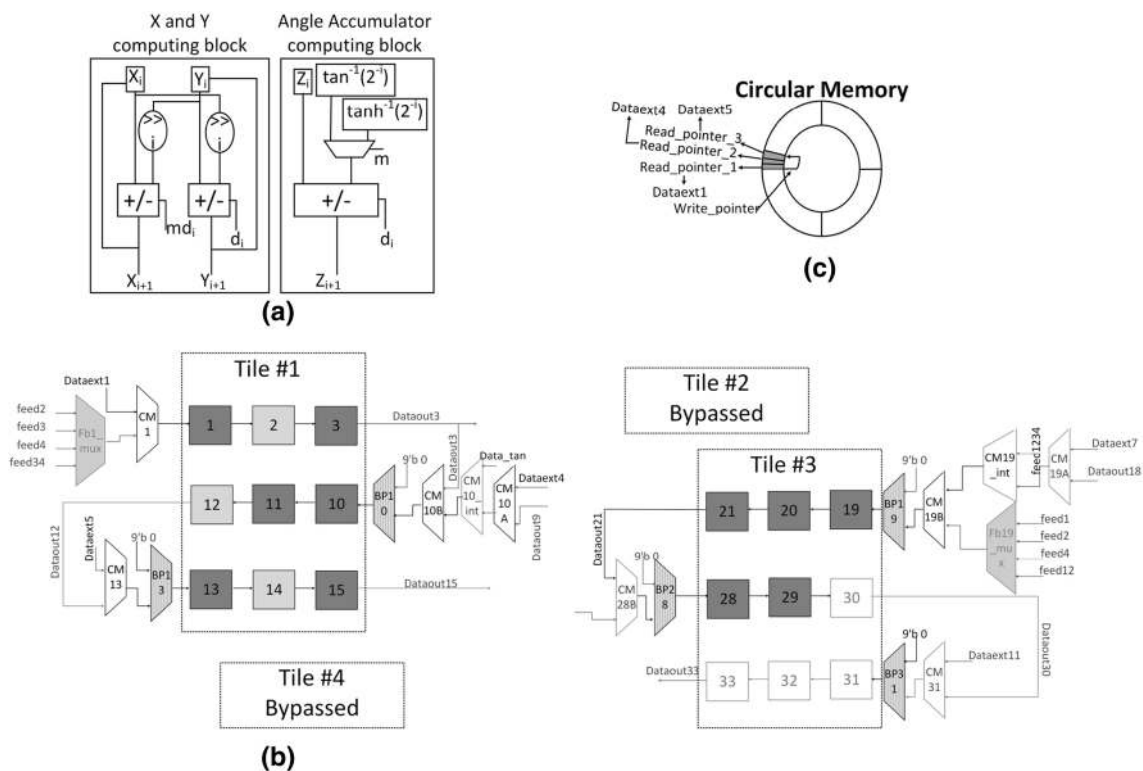 X and Y
computing block
Angle Accumulator
computing block
Xi
Yi
>>
i
>>
i
+/-
+/-
mdi
di
Xi+1
Yi+1
Zi
tan-1(2-i)
tanh-1(2-i)
m
+/-
di
Zi+1
(a)
Circular Memory
Dataext4
Dataext5
Read_pointer_3
Read_pointer_2
Read_pointer_1
Dataext1
Write_pointer
(c)
Tile #1
Dataext1
feed2
feed3
feed4
feed34
Fb1_
mux
CM
1
1
2
3
Dataout3
Dataout3
Data_tan
Dataext4
9'b 0
12
11
10
BP1
0
CM
10B
CM
10_
int
CM
10
A
Dataout9
Dataout12
Dataext5
9'b 0
CM
13
BP1
3
13
14
15
Dataout15
Tile #4
Bypassed
(b)
Tile #2
Bypassed
Tile #3
9'b 0
21
20
19
BP1
9
CM
19B
CM19
_int
feed1234
CM
19A
Dataext7
Dataout18
Fb19
_mu
x
feed1
feed2
feed4
feed12
Dataout21
9'b 0
CM
28B
BP2
8
28
29
30
Dataout30
9'b 0
Dataext11
Dataout33
33
32
31
BP3
1
CM
31